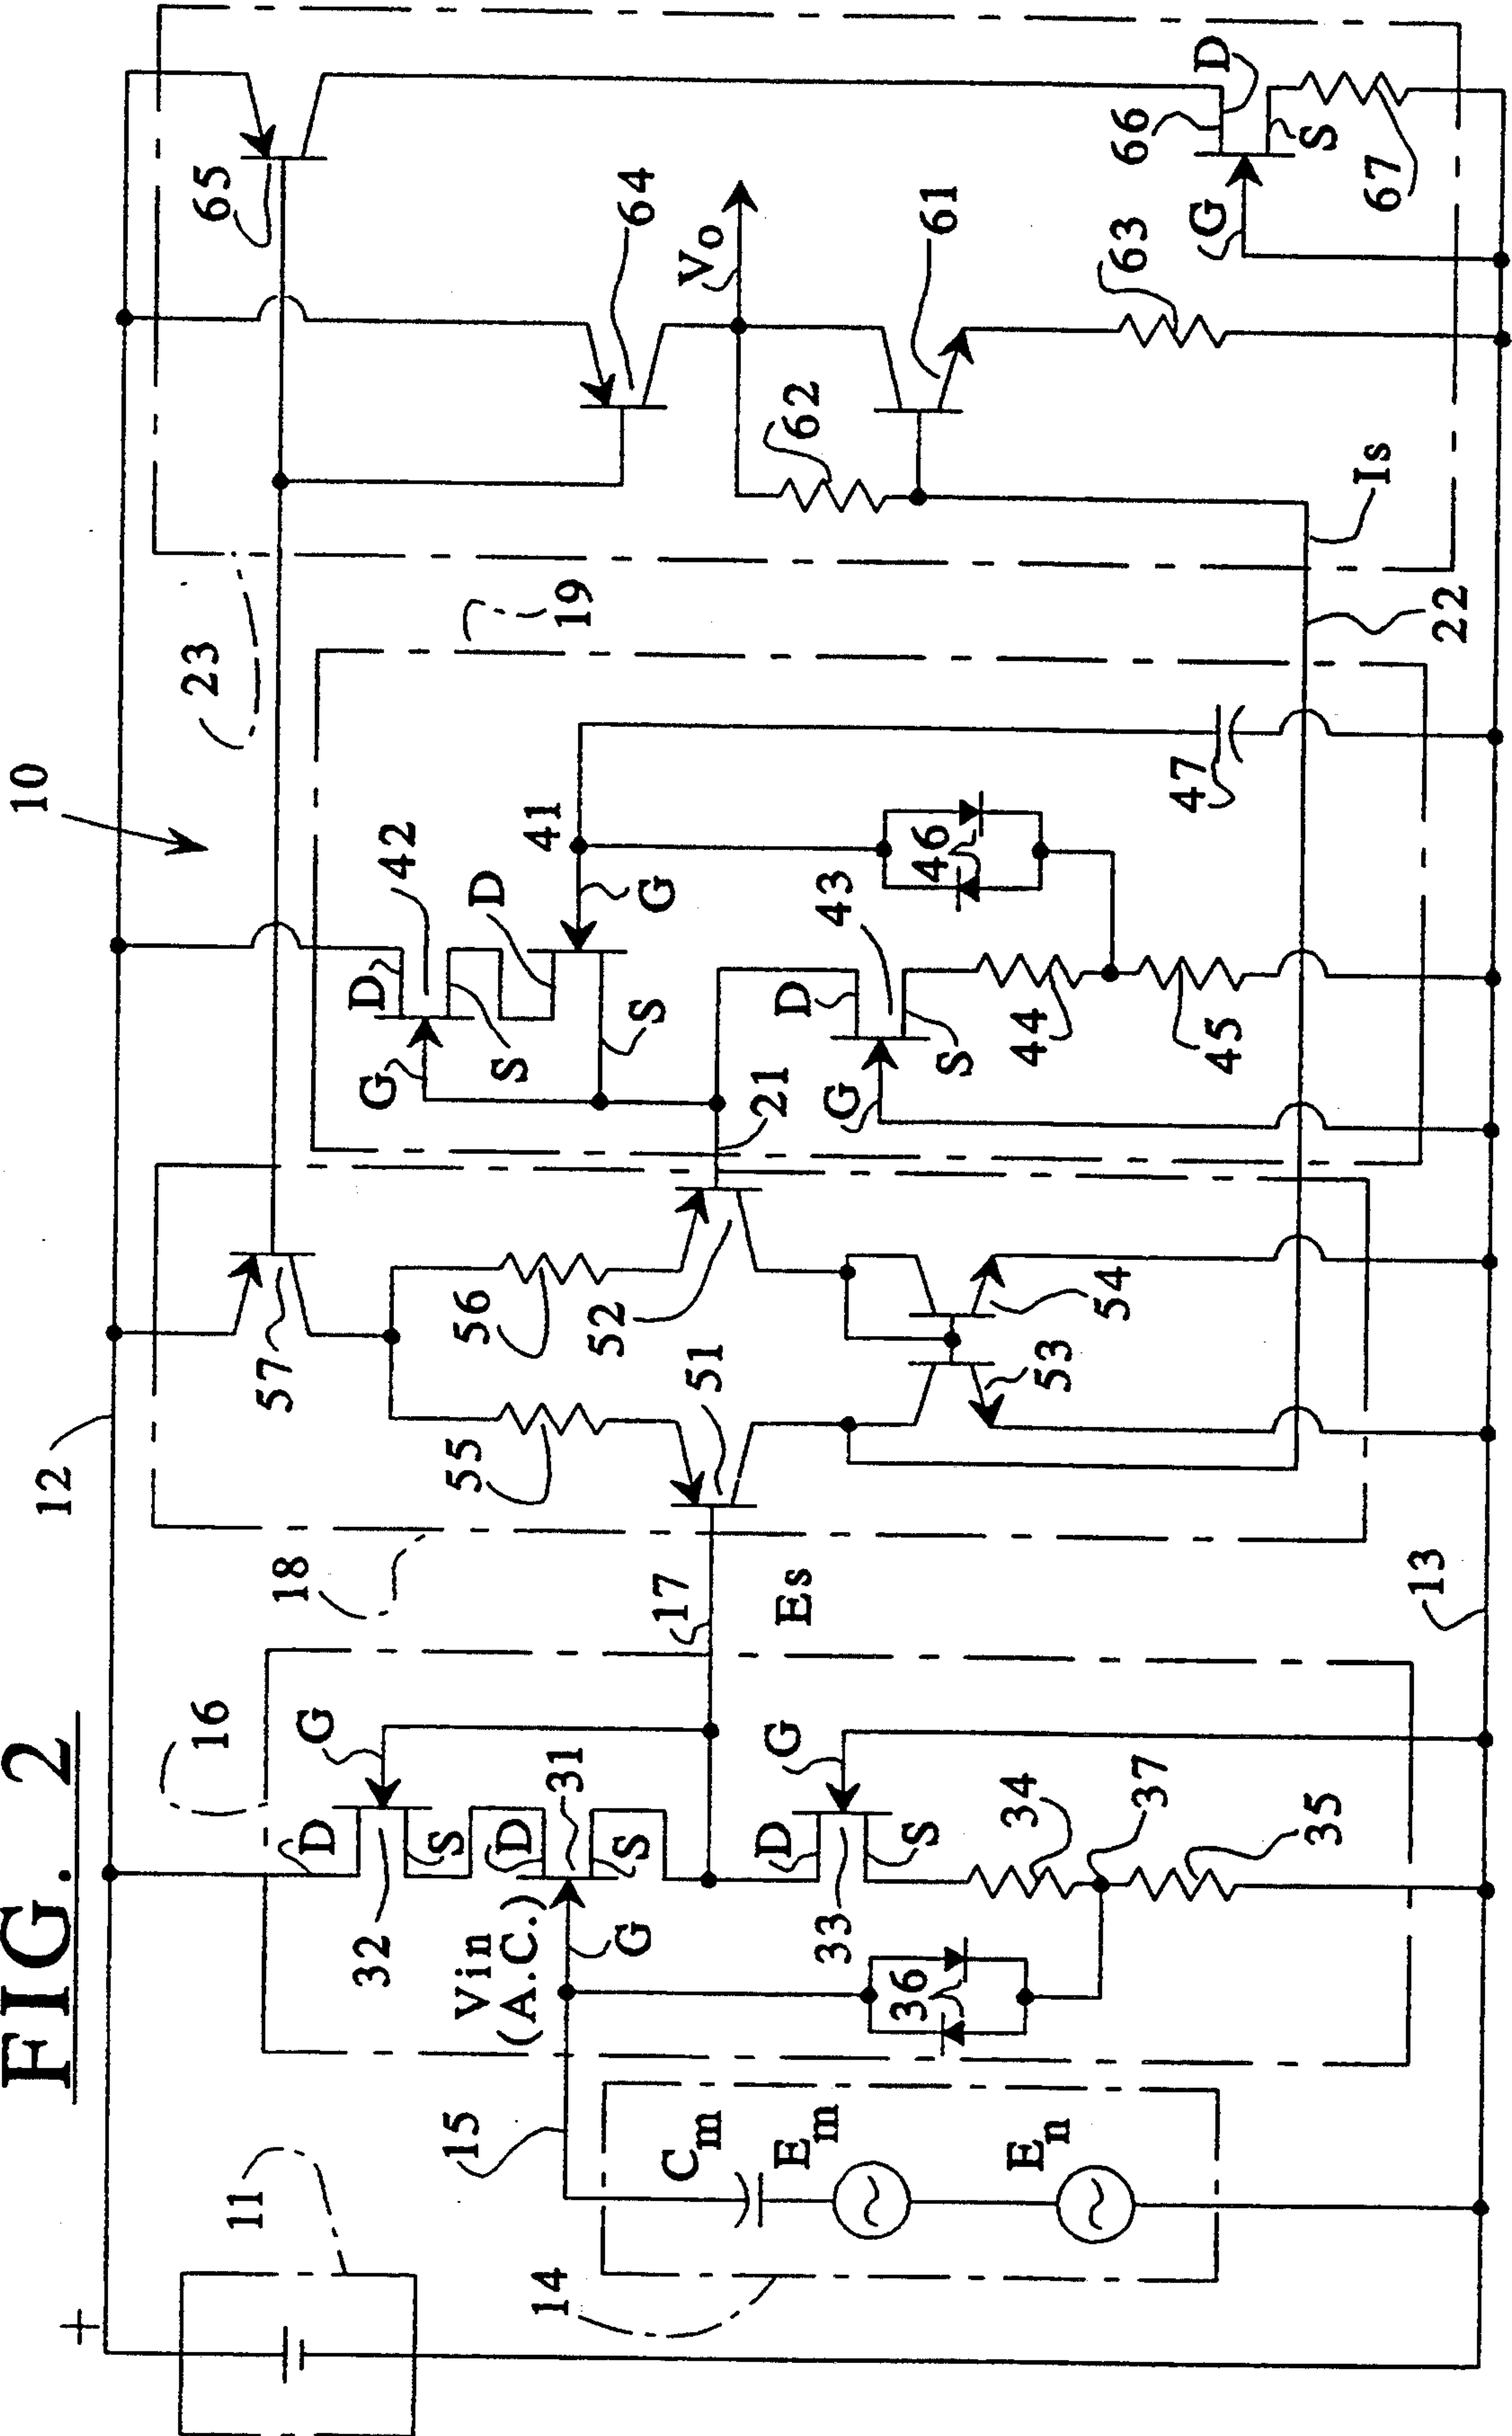 FIG. 2
10
12
+
11
16
18
23
19
65
57
32
D
G
S
D
31
S
Vin
(A.C.)
G
15
17
Es
55
56
51
52
53
54
D
42
G
S
D
41
G
S
21
D
43
G
S
44
45
46
47
64
Vo
62
61
63
66
D
G
S
67
Is
22
13
G
D
33
S
34
37
35
36
14
Cm
Em
En